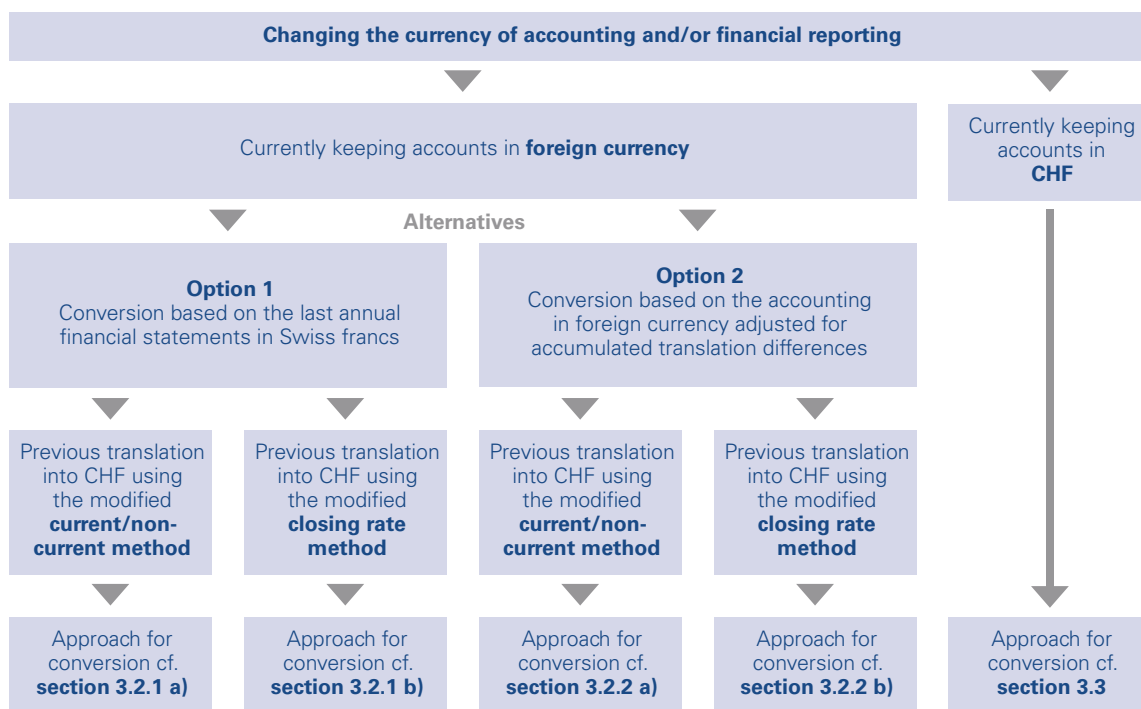 Changing the currency of accounting and/or financial reporting
Currently keeping accounts in foreign currency
Currently keeping
accounts in
CHF
Alternatives
Option 1
Conversion based on the last annual
financial statements in Swiss francs
Option 2
Conversion based on the accounting
in foreign currency adjusted for
accumulated translation differences
Previous translation
into CHF using
the modified
current/non-
current method
Previous translation
into CHF using
the modified
closing rate
method
Previous translation
into CHF using
the modified
current/non-
current method
Previous translation
into CHF using
the modified
closing rate
method
Approach for
conversion cf.
section 3.2.1 a)
Approach for
conversion cf.
section 3.2.1 b)
Approach for
conversion cf.
section 3.2.2 a)
Approach for
conversion cf.
section 3.2.2 b)
Approach for
conversion cf.
section 3.3